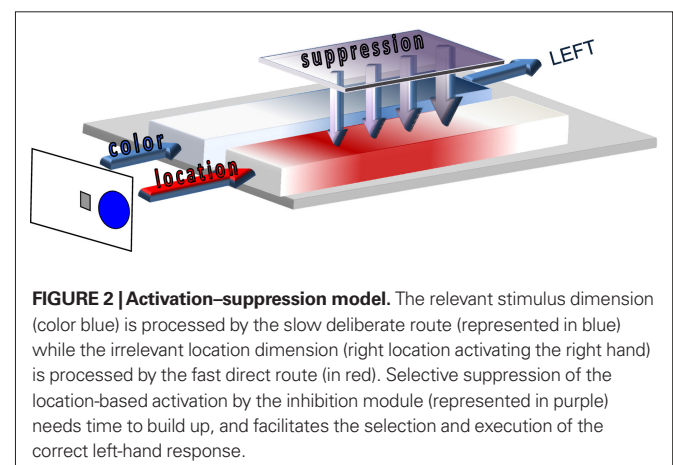 suppression
LEFT
color
location
FIGURE 2 | Activation–suppression model. The relevant stimulus dimension
(color blue) is processed by the slow deliberate route (represented in blue)
while the irrelevant location dimension (right location activating the right hand)
is processed by the fast direct route (in red). Selective suppression of the
location-based activation by the inhibition module (represented in purple)
needs time to build up, and facilitates the selection and execution of the
correct left-hand response.